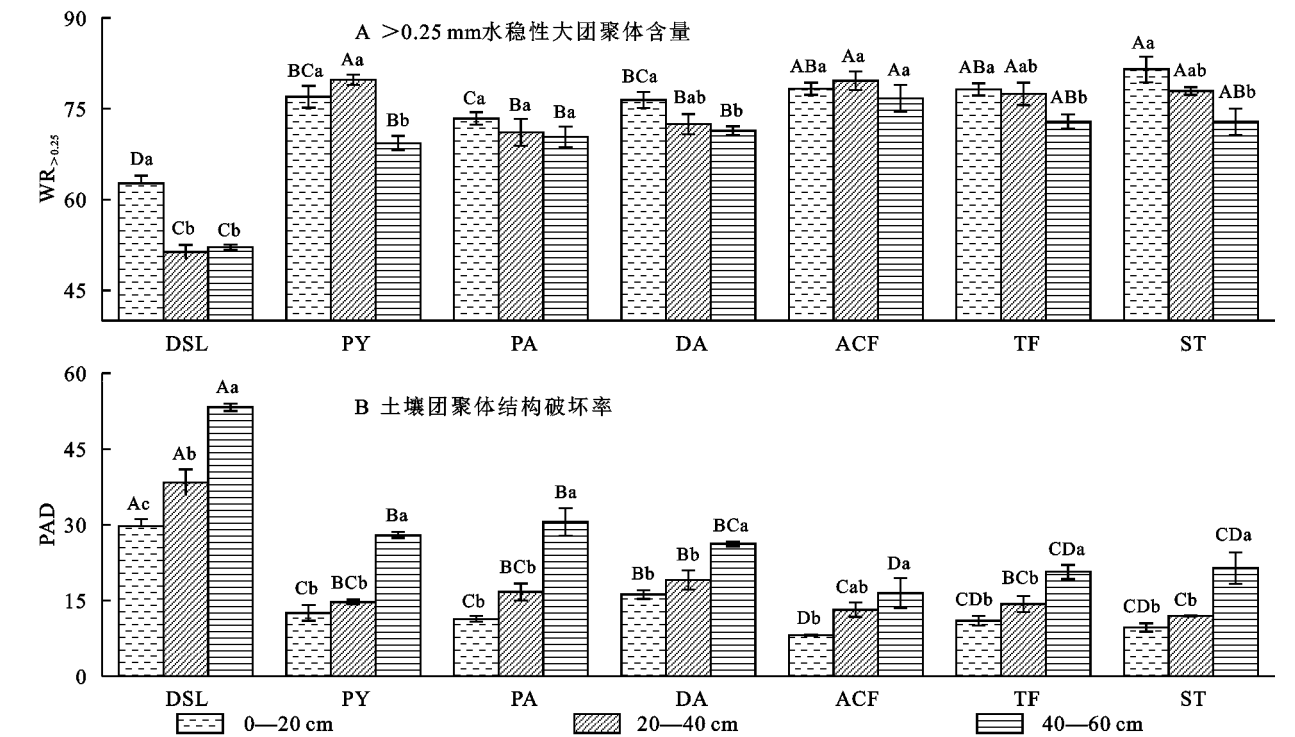 A >0.25 mm水稳性大团聚体含量
90
75
60
45
WR>0.25
Da Cb Cb
BCa Aa Bb
Ca Ba Ba
BCa Bab Bb
ABa Aa Aa
ABa Aab ABb
Aa Aab ABb
DSL PY PA DA ACF TF ST
B 土壤团聚体结构破坏率
60
45
30
15
0
PAD
Ac Ab Aa
Cb BCb Ba
Cb BCb Ba
Bb Bb BCa
Db Cab Da
CDb BCb CDa
CDb Cb CDa
DSL PY PA DA ACF TF ST
0—20 cm 20—40 cm 40—60 cm